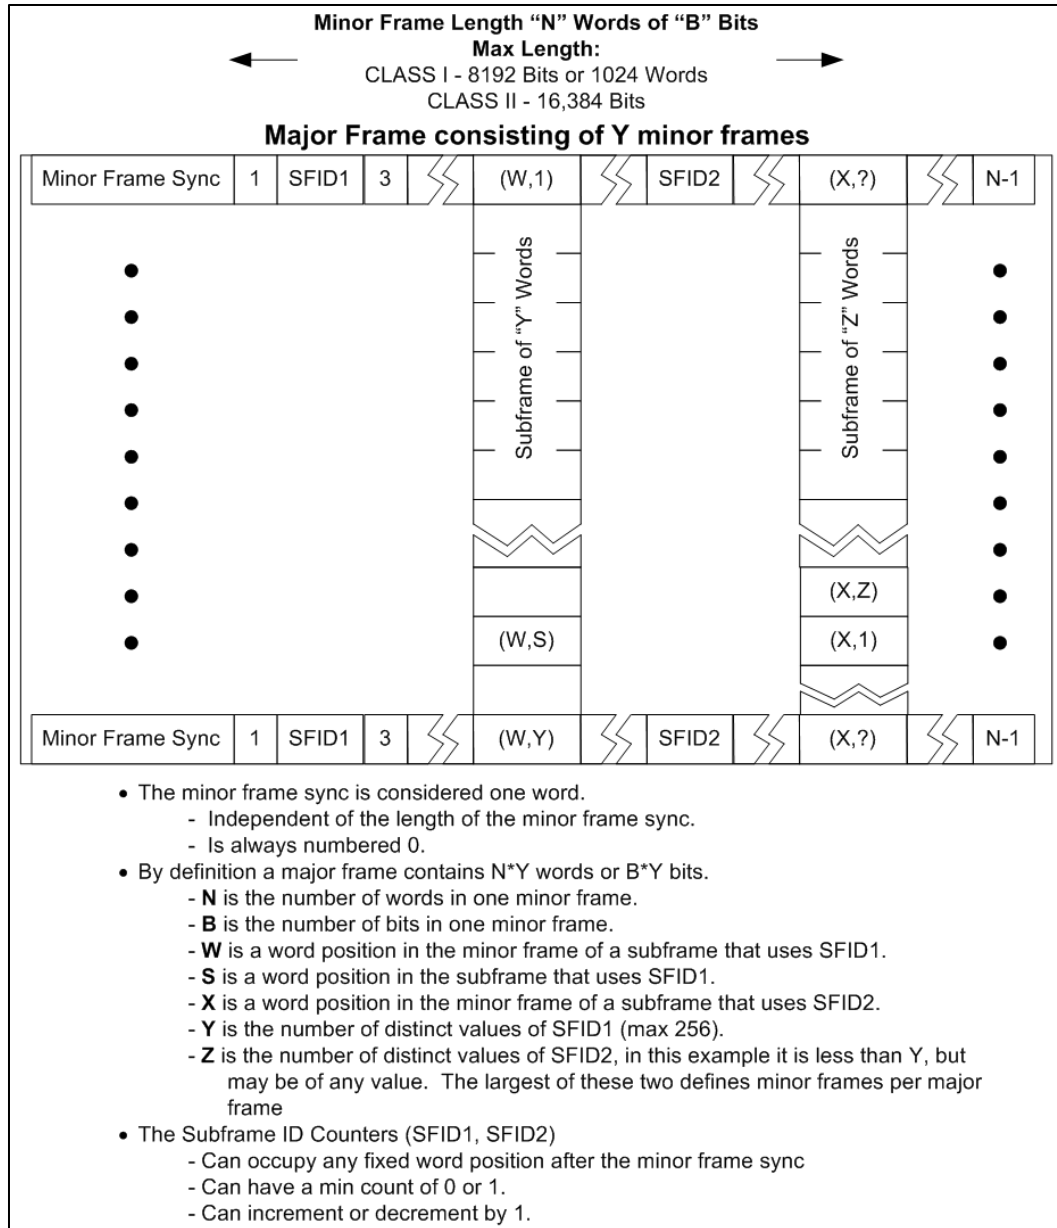 Minor Frame Length “N” Words of “B” Bits
Max Length:
CLASS I - 8192 Bits or 1024 Words
CLASS II - 16,384 Bits
Major Frame consisting of Y minor frames
Minor Frame Sync 1 SFID1 3 (W,1) SFID2 (X,?) N-1
Subframe of “Y” Words
Subframe of “Z” Words
(X,Z)
(W,S) (X,1)
Minor Frame Sync 1 SFID1 3 (W,Y) SFID2 (X,?) N-1
• The minor frame sync is considered one word.
- Independent of the length of the minor frame sync.
- Is always numbered 0.
• By definition a major frame contains N*Y words or B*Y bits.
- N is the number of words in one minor frame.
- B is the number of bits in one minor frame.
- W is a word position in the minor frame of a subframe that uses SFID1.
- S is a word position in the subframe that uses SFID1.
- X is a word position in the minor frame of a subframe that uses SFID2.
- Y is the number of distinct values of SFID1 (max 256).
- Z is the number of distinct values of SFID2, in this example it is less than Y, but
may be of any value. The largest of these two defines minor frames per major
frame
• The Subframe ID Counters (SFID1, SFID2)
- Can occupy any fixed word position after the minor frame sync
- Can have a min count of 0 or 1.
- Can increment or decrement by 1.